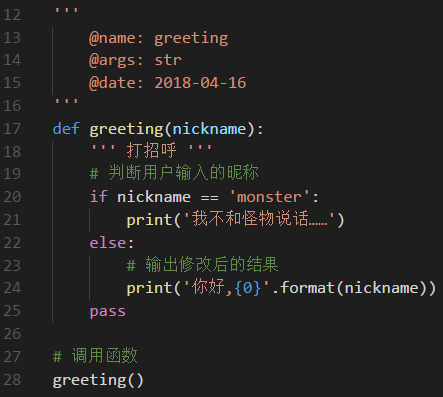 12 '''
13     @name: greeting
14     @args: str
15     @date: 2018-04-16
16 '''
17 def greeting(nickname):
18     ''' 打招呼 '''
19     # 判断用户输入的昵称
20     if nickname == 'monster':
21         print('我不和怪物说话……')
22     else:
23         # 输出修改后的结果
24         print('你好,{0}'.format(nickname))
25     pass
26
27 # 调用函数
28 greeting()